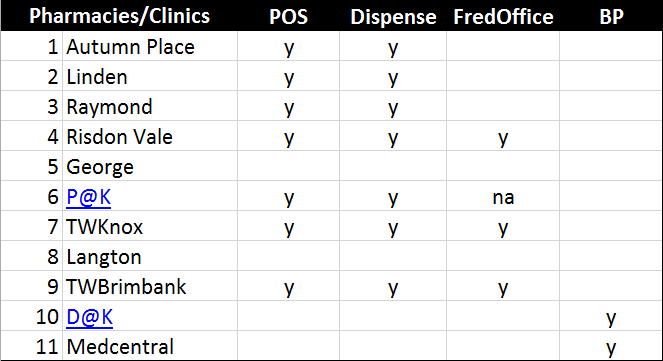 Pharmacies/Clinics POS Dispense FredOffice BP
1 Autumn Place y y
2 Linden y y
3 Raymond y y
4 Risdon Vale y y y
5 George
6 P@K y y na
7 TWKnox y y y
8 Langton
9 TWBrimbank y y y
10 D@K y
11 Medcentral y